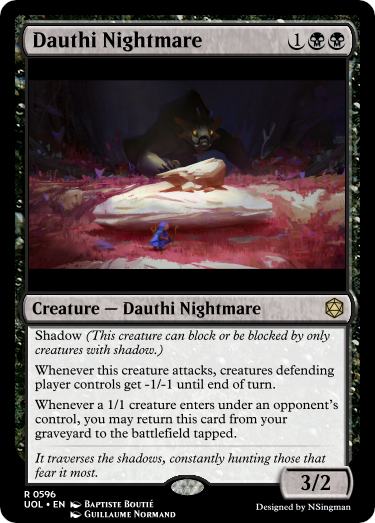 Dauthi Nightmare 1
Creature — Dauthi Nightmare
Shadow (This creature can block or be blocked by only
creatures with shadow.)
Whenever this creature attacks, creatures defending
player controls get -1/-1 until end of turn.
Whenever a 1/1 creature enters under an opponent's
control, you may return this card from your
graveyard to the battlefield tapped.
It traverses the shadows, constantly hunting those that
fear it most.
3/2
R 0596
UOL • EN Baptiste Boutié
Guillaume Normand
Designed by NSingman